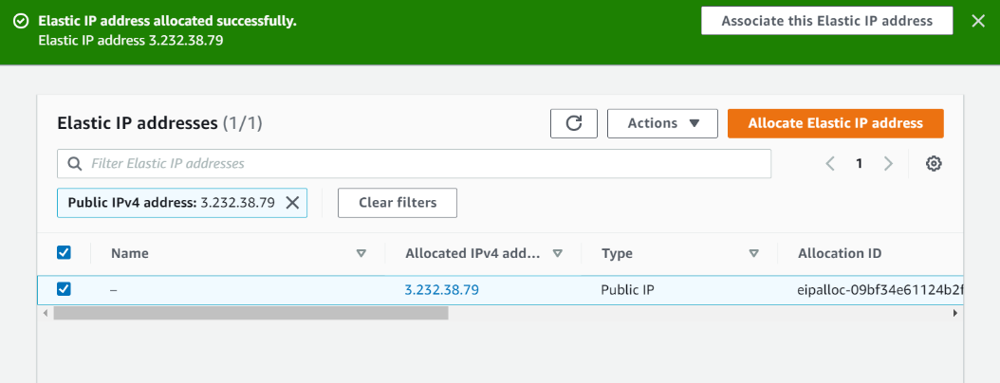 Elastic IP address allocated successfully.
Elastic IP address 3.232.38.79
Associate this Elastic IP address
Elastic IP addresses (1/1)
Actions
Allocate Elastic IP address
Filter Elastic IP addresses
1
Public IPv4 address: 3.232.38.79
Clear filters
Name
Allocated IPv4 add...
Type
Allocation ID
–
3.232.38.79
Public IP
eipalloc-09bf34e61124b2f